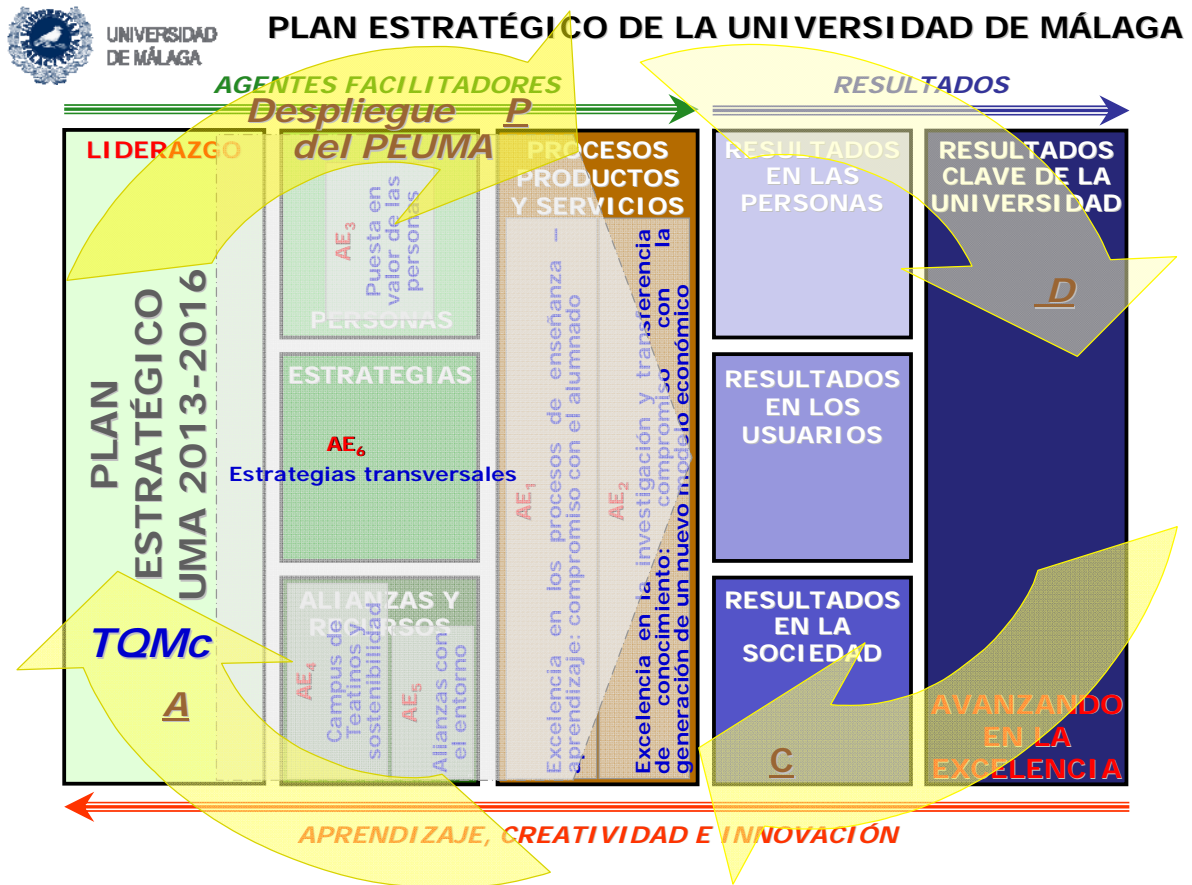 UNIVERSIDAD
DE MÁLAGA
PLAN ESTRATÉGICO DE LA UNIVERSIDAD DE MÁLAGA
AGENTES FACILITADORES
RESULTADOS
Despliegue P
del PEUMA
LIDERAZGO
PLAN
ESTRATÉGICO
UMA 2013-2016
TQMc
A
AE3
Puesta en
valor de las
personas
PERSONAS
ESTRATEGIAS
AE6
Estrategias transversales
ALIANZAS Y
RECURSOS
AE4
Campus de
Teatinos y
sostenibilidad
AE5
Alianzas con
el entorno
PROCESOS
PRODUCTOS
Y SERVICIOS
AE1
Excelencia en los procesos de enseñanza –
aprendizaje: compromiso con el alumnado
AE2
Excelencia en la investigación y transferencia
de conocimiento: compromiso con la
generación de un nuevo modelo económico
RESULTADOS
EN LAS
PERSONAS
RESULTADOS
EN LOS
USUARIOS
RESULTADOS
EN LA
SOCIEDAD
C
RESULTADOS
CLAVE DE LA
UNIVERSIDAD
D
AVANZANDO
EN LA
EXCELENCIA
APRENDIZAJE, CREATIVIDAD E INNOVACIÓN